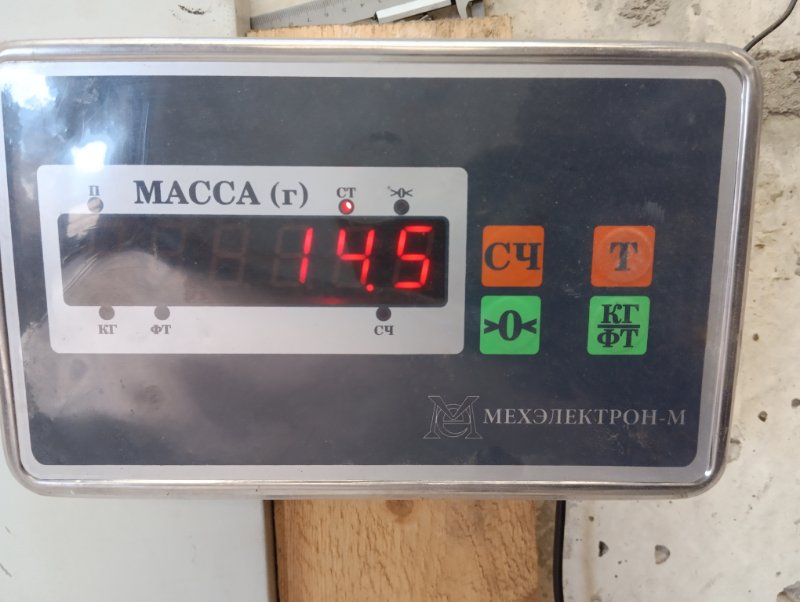 П МАССА (г) СТ >0<
14.5
КГ ФТ СЧ
СЧ Т
>0< КГ
ФТ
МЕХЭЛЕКТРОН-М